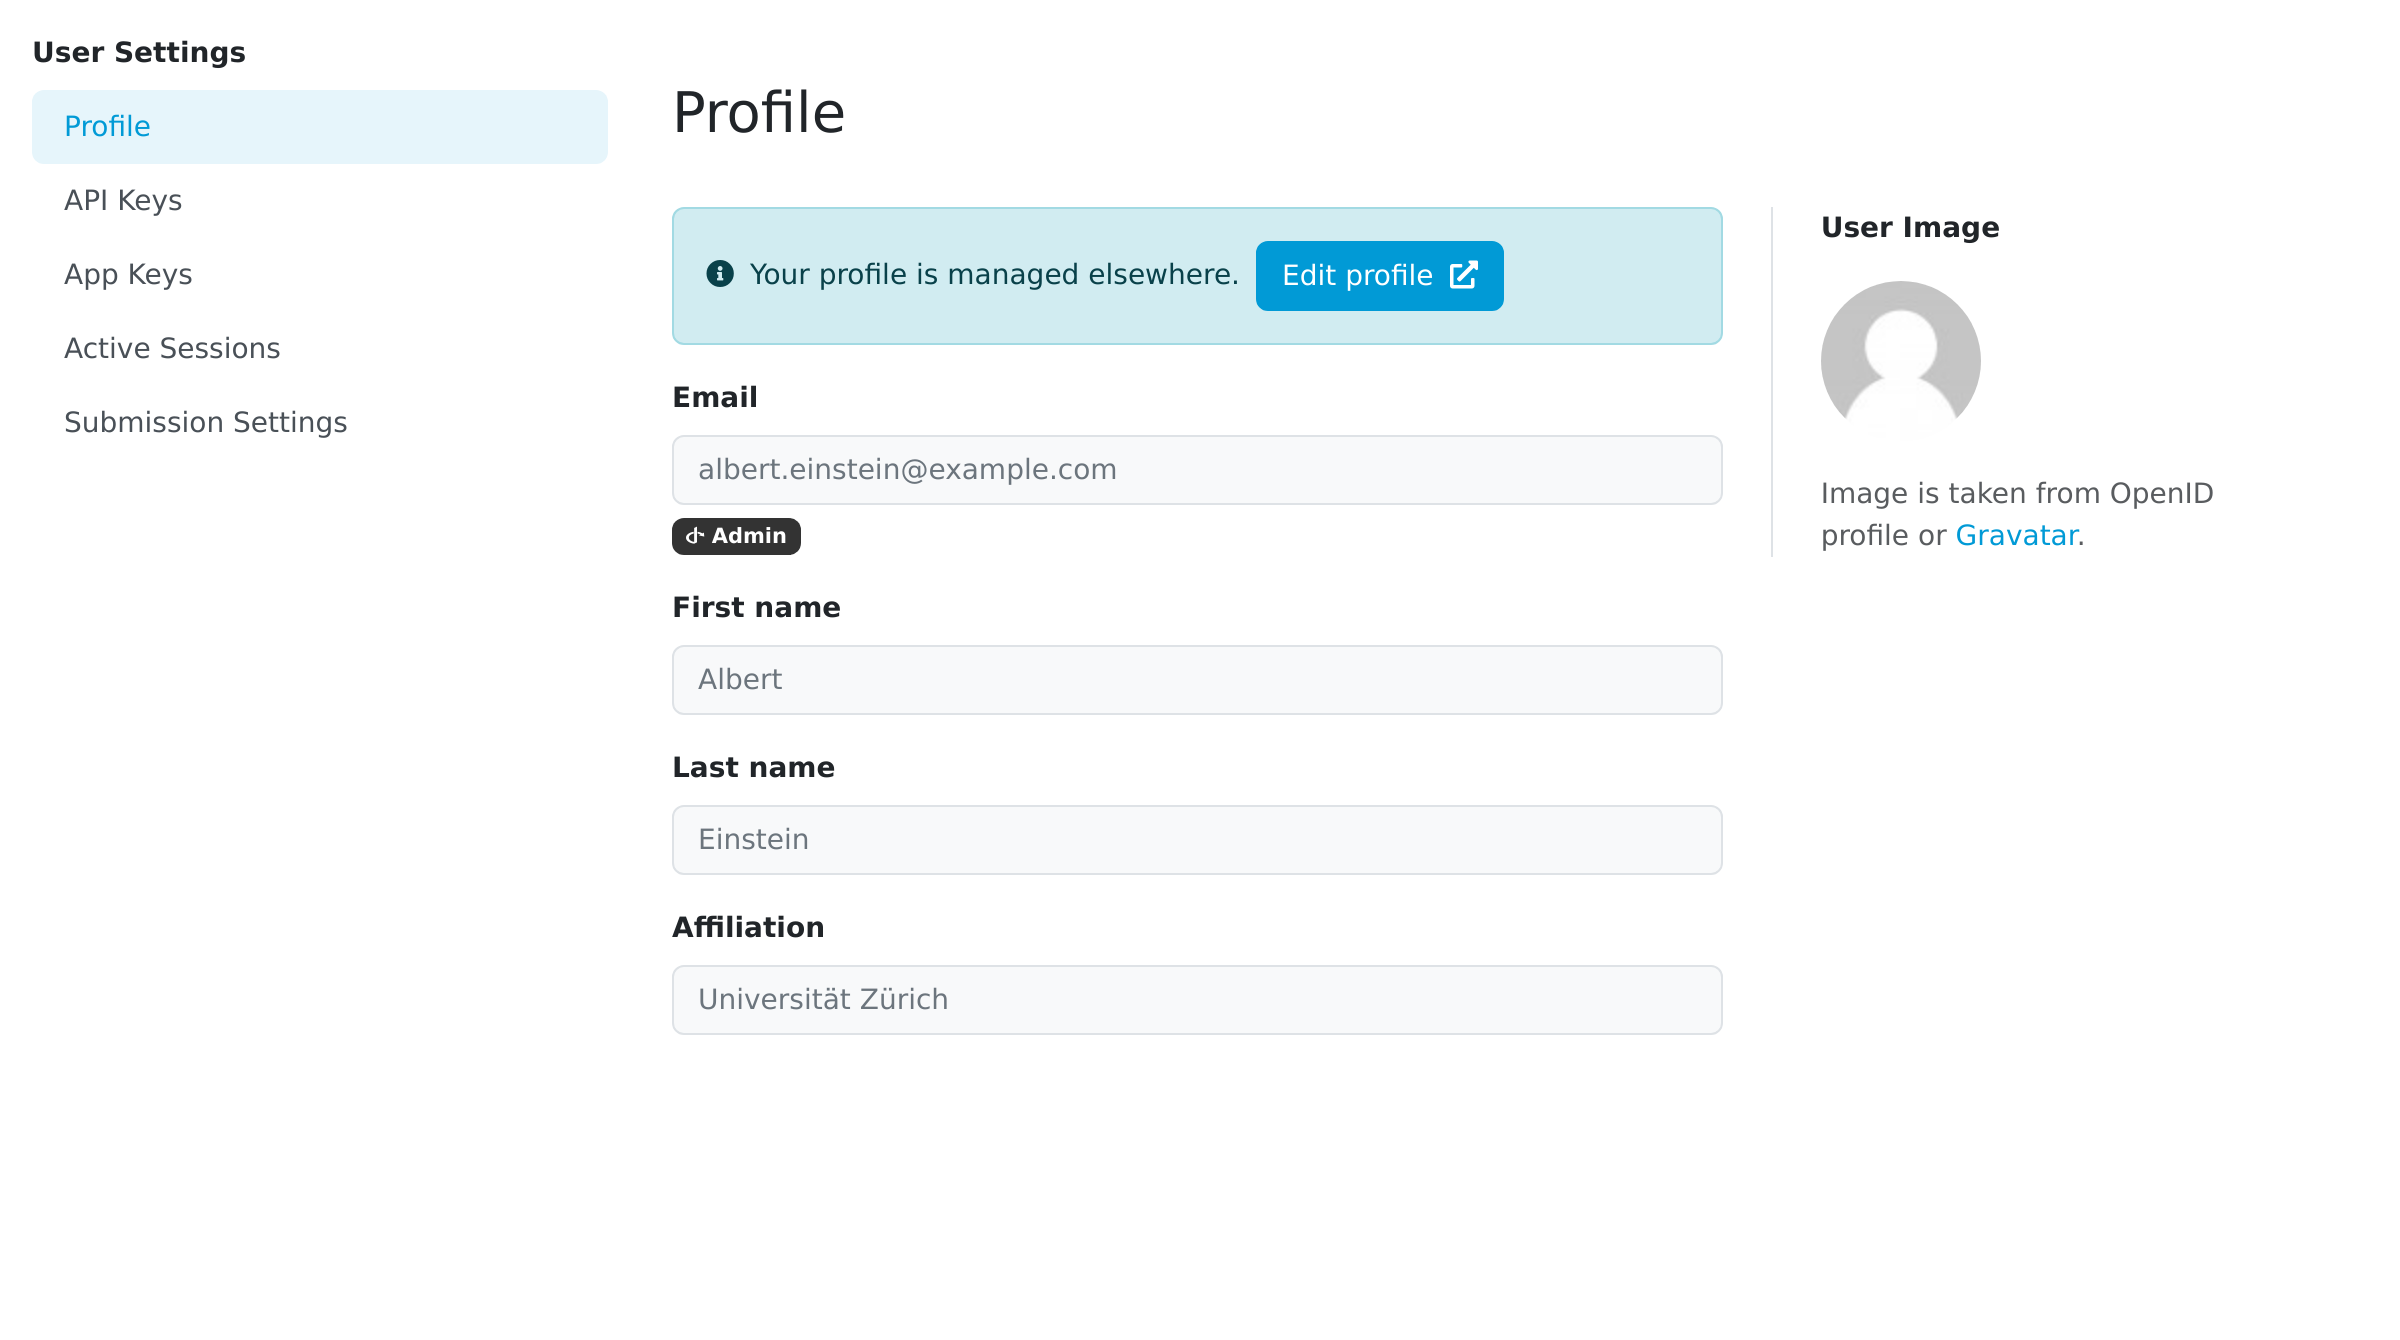 User Settings
Profile
API Keys
App Keys
Active Sessions
Submission Settings
Profile
Your profile is managed elsewhere. Edit profile
Email
albert.einstein@example.com
Admin
First name
Albert
Last name
Einstein
Affiliation
Universität Zürich
User Image
Image is taken from OpenID
profile or Gravatar.